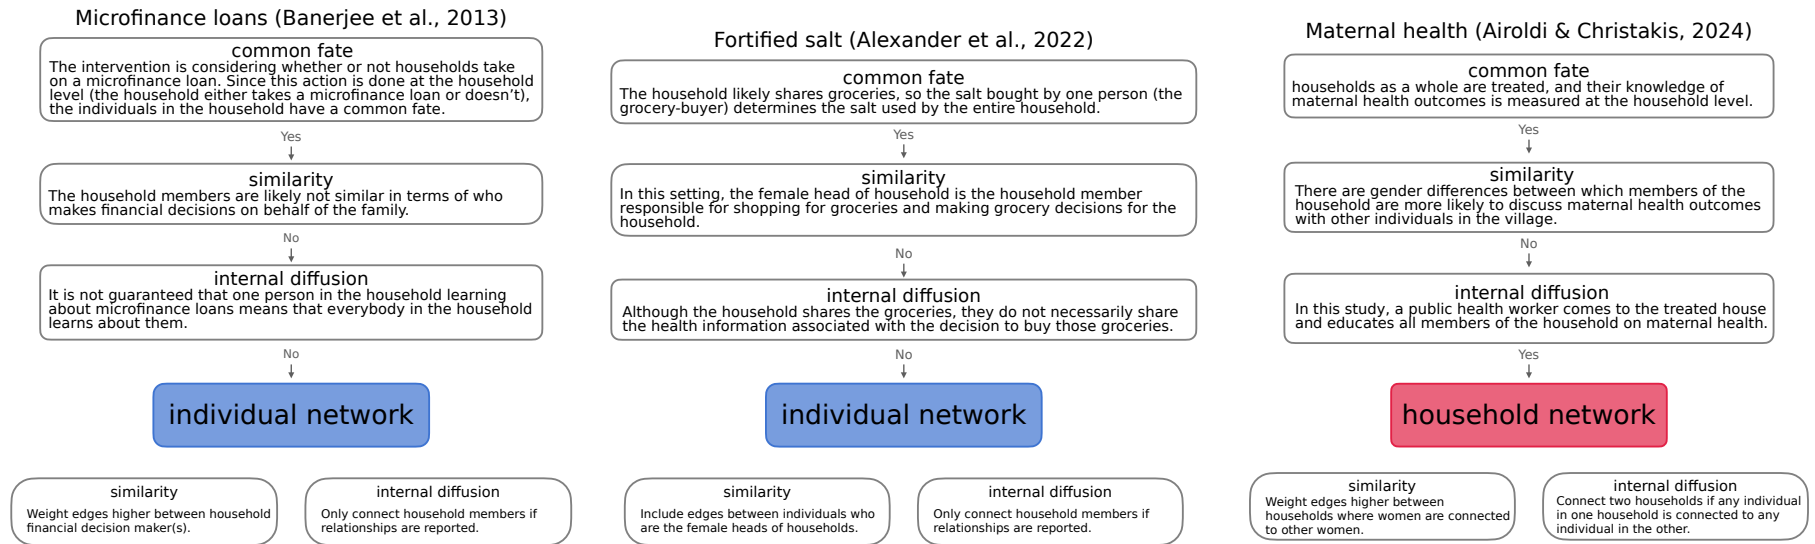 Microfinance loans (Banerjee et al., 2013)
common fate
The intervention is considering whether or not households take
on a microfinance loan. Since this action is done at the household
level (the household either takes a microfinance loan or doesn't),
the individuals in the household have a common fate.
Yes
similarity
The household members are likely not similar in terms of who
makes financial decisions on behalf of the family.
No
internal diffusion
It is not guaranteed that one person in the household learning
about microfinance loans means that everybody in the household
learns about them.
No
individual network
similarity
Weight edges higher between household
financial decision maker(s).
internal diffusion
Only connect household members if
relationships are reported.
Fortified salt (Alexander et al., 2022)
common fate
The household likely shares groceries, so the salt bought by one person (the
grocery-buyer) determines the salt used by the entire household.
Yes
similarity
In this setting, the female head of household is the household member
responsible for shopping for groceries and making grocery decisions for the
household.
No
internal diffusion
Although the household shares the groceries, they do not necessarily share
the health information associated with the decision to buy those groceries.
No
individual network
similarity
Include edges between individuals who
are the female heads of households.
internal diffusion
Only connect household members if
relationships are reported.
Maternal health (Airoldi & Christakis, 2024)
common fate
households as a whole are treated, and their knowledge of
maternal health outcomes is measured at the household level.
Yes
similarity
There are gender differences between which members of the
household are more likely to discuss maternal health outcomes
with other individuals in the village.
No
internal diffusion
In this study, a public health worker comes to the treated house
and educates all members of the household on maternal health.
Yes
household network
similarity
Weight edges higher between
households where women are connected
to other women.
internal diffusion
Connect two households if any individual
in one household is connected to any
individual in the other.